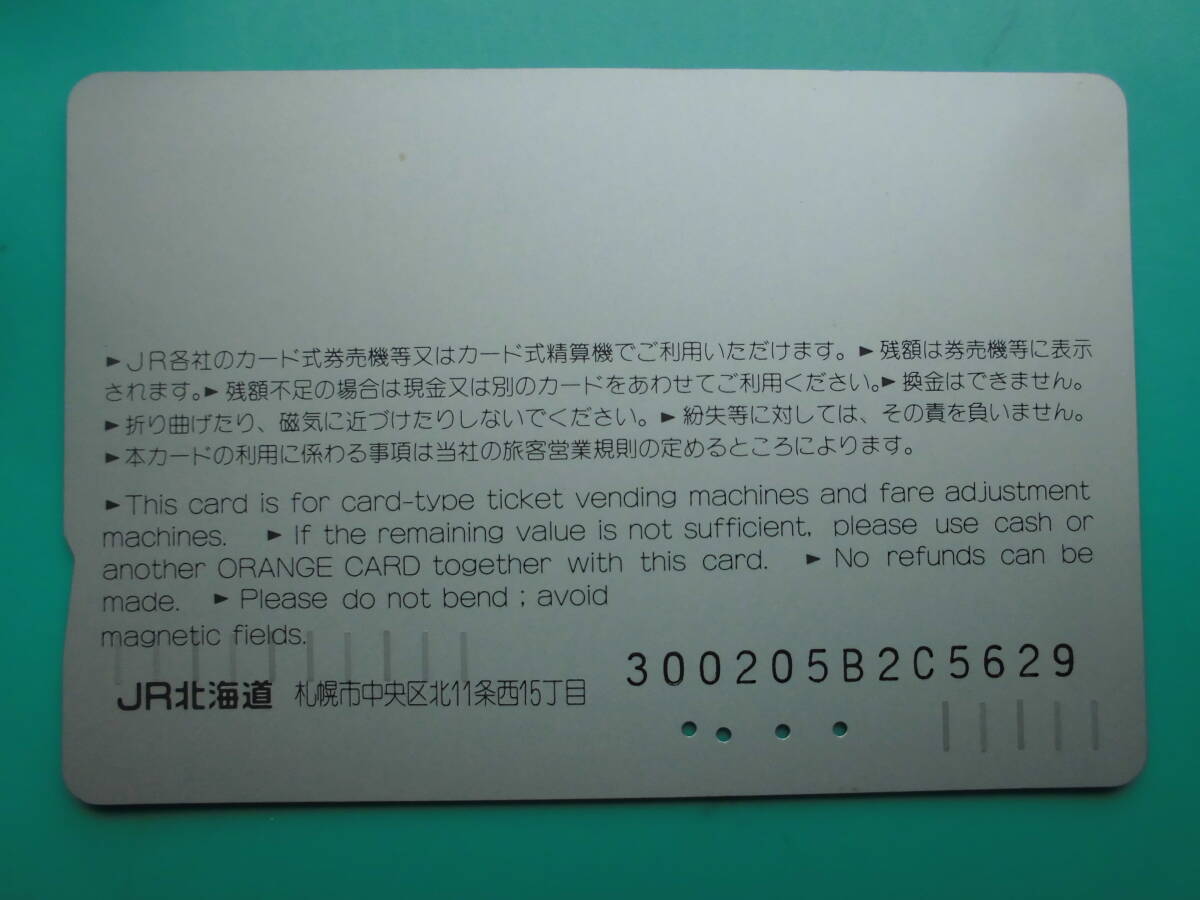 ►JR各社のカード式券売機等又はカード式精算機でご利用いただけます。►残額は券売機等に表示
されます。►残額不足の場合は現金又は別のカードをあわせてご利用ください。►換金はできません。
►折り曲げたり、磁気に近づけたりしないでください。►紛失等に対しては、その責を負いません。
►本カードの利用に係わる事項は当社の旅客営業規則の定めるところによります。
►This card is for card-type ticket vending machines and fare adjustment
machines. ►If the remaining value is not sufficient, please use cash or
another ORANGE CARD together with this card. ►No refunds can be
made. ►Please do not bend ; avoid
magnetic fields.
300205B2C5629
JR北海道 札幌市中央区北11条西15丁目